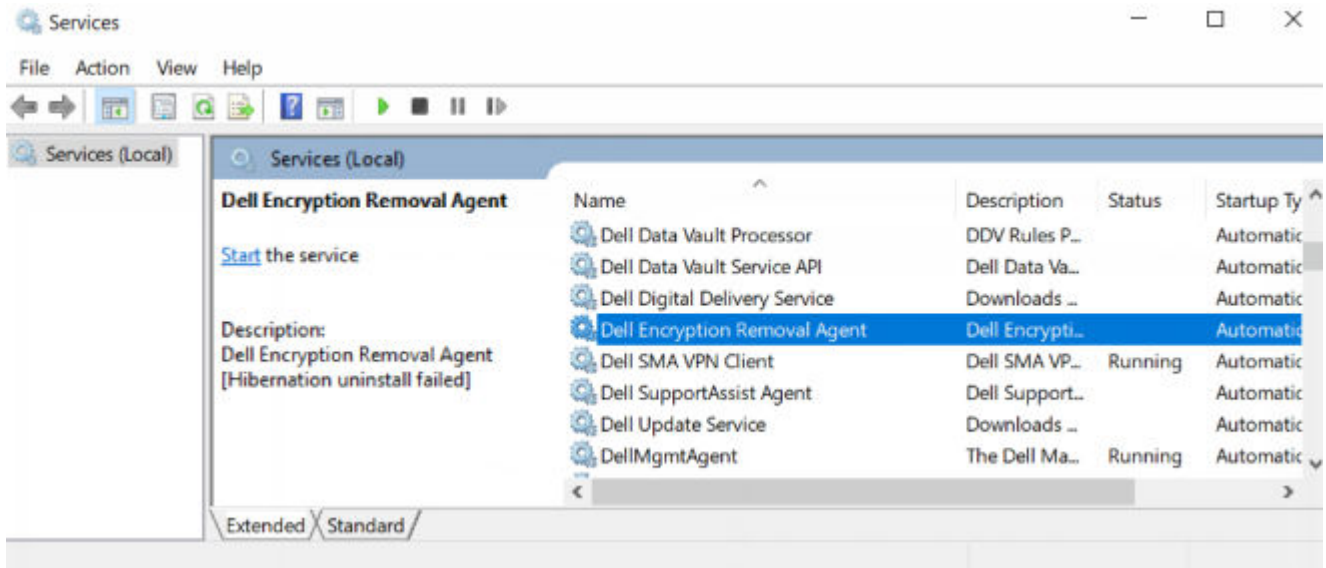 Services
File Action View Help
Services (Local)
Services (Local)
Dell Encryption Removal Agent
Start the service
Description:
Dell Encryption Removal Agent
[Hibernation uninstall failed]
Name Description Status Startup Ty
Dell Data Vault Processor DDV Rules P... Automatic
Dell Data Vault Service API Dell Data Va... Automatic
Dell Digital Delivery Service Downloads ... Automatic
Dell Encryption Removal Agent Dell Encrypti... Automatic
Dell SMA VPN Client Dell SMA VP... Running Automatic
Dell SupportAssist Agent Dell Support... Automatic
Dell Update Service Downloads ... Automatic
DellMgmtAgent The Dell Ma... Running Automatic
Extended Standard